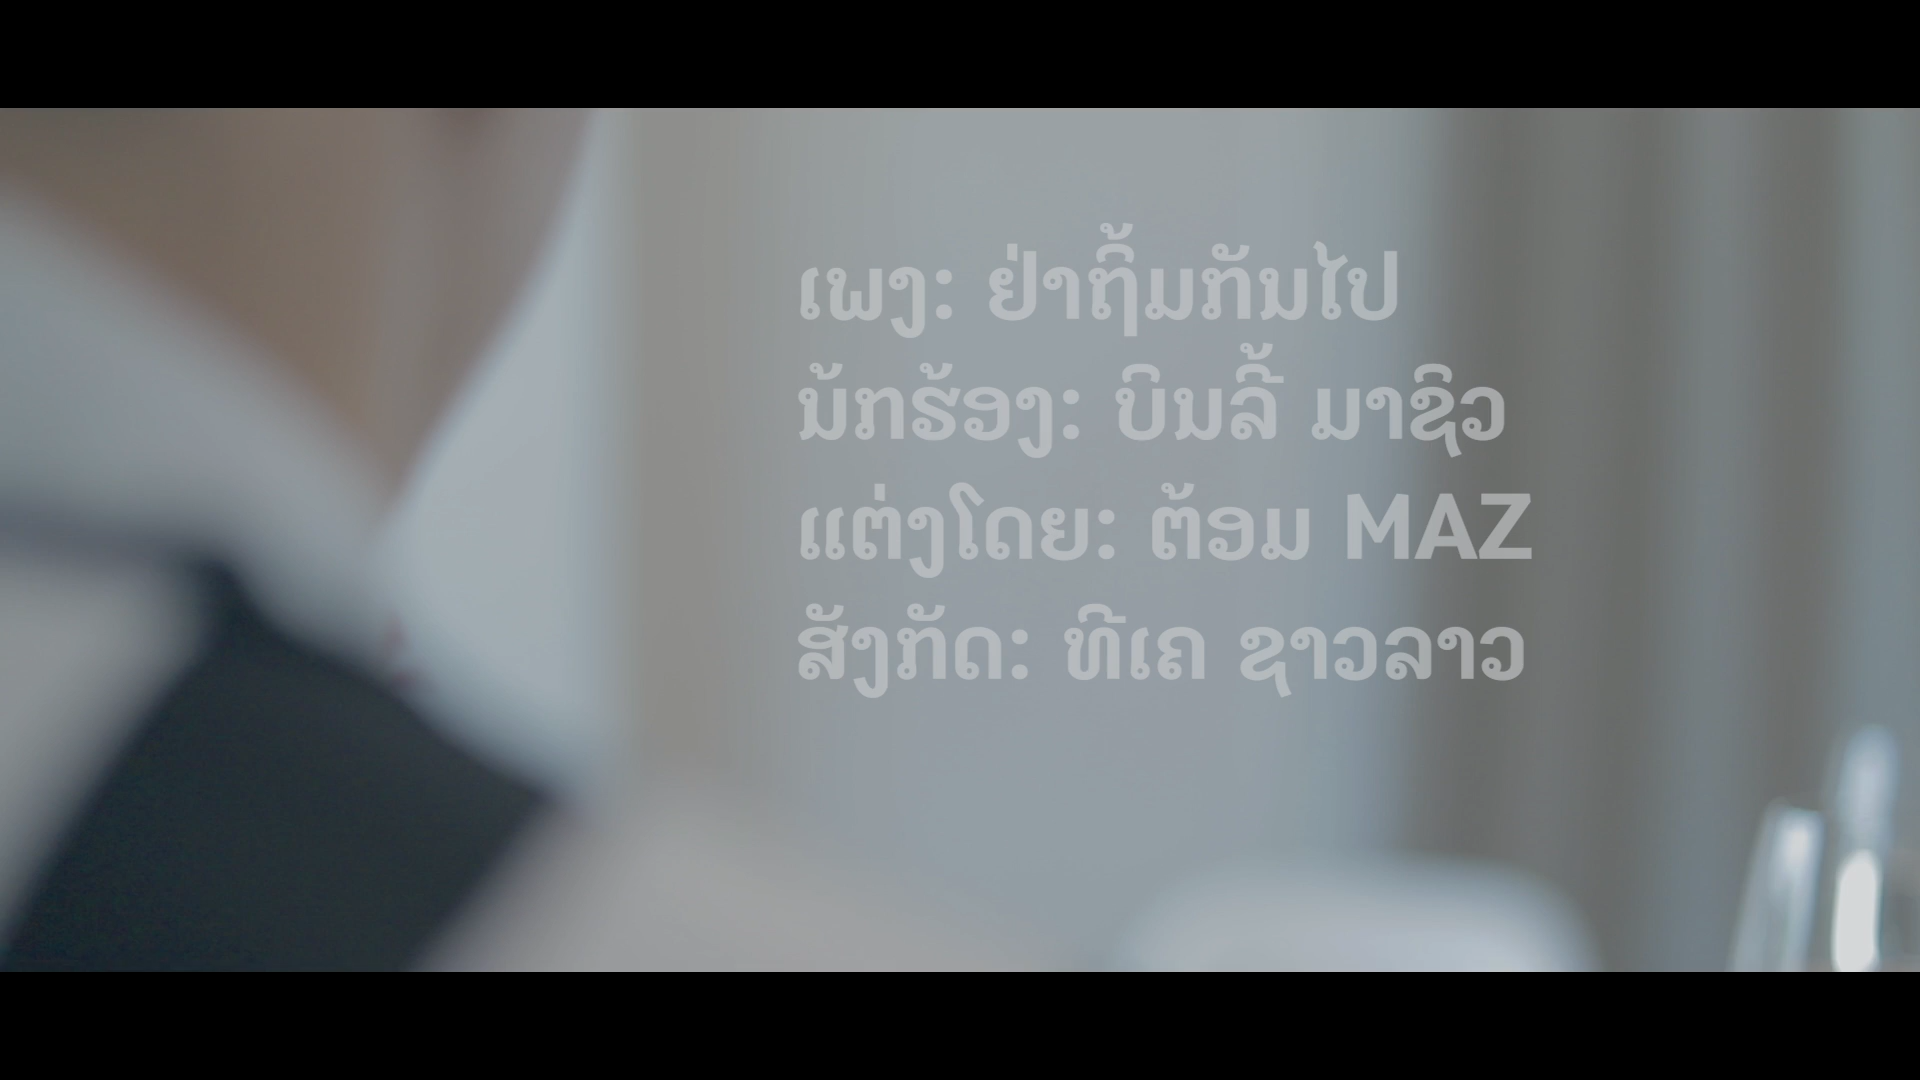 ເພງ: ຢ່າຖິ້ມກັນໄປ
ນ້ກຮ້ອງ: ບິນລີ້ ມາຊິວ
ແຕ່ງໂດຍ: ຕ້ອມ MAZ
ສັງກັດ: ທີເຄ ຊາວລາວ